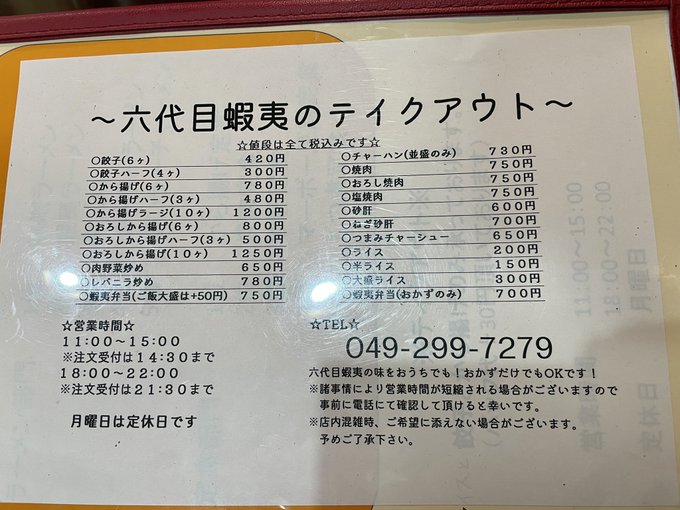 ～六代目蝦夷のテイクアウト～
☆値段は全て税込みです☆
○餃子(6ヶ) 420円
○餃子ハーフ(4ヶ) 300円
○から揚げ(6ヶ) 780円
○から揚げハーフ(3ヶ) 480円
○から揚げラージ(10ヶ) 1200円
○おろしから揚げ(6ヶ) 800円
○おろしから揚げハーフ(3ヶ) 500円
○おろしから揚げ(10ヶ) 1250円
○肉野菜炒め 650円
○レバニラ炒め 780円
○蝦夷弁当(ご飯大盛は+50円) 750円
○チャーハン(並盛のみ) 730円
○焼肉 750円
○おろし焼肉 750円
○塩焼肉 750円
○砂肝 600円
○ねぎ砂肝 700円
○つまみチャーシュー 650円
○ライス 200円
○半ライス 150円
○大盛ライス 300円
○蝦夷弁当(おかずのみ) 700円
☆営業時間☆
11:00～15:00
※注文受付は14:30まで
18:00～22:00
※注文受付は21:30まで
月曜日は定休日です
☆TEL☆
049-299-7279
六代目蝦夷の味をおうちでも！おかずだけでもOKです！
※諸事情により営業時間が短縮される場合がございますので
事前に電話にて確認して頂けると幸いです。
※店内混雑時、ご希望に添えない場合がございます。
予めご了承下さい。
営業
11:00～15:00
18:00～22:00
定休日 月曜日